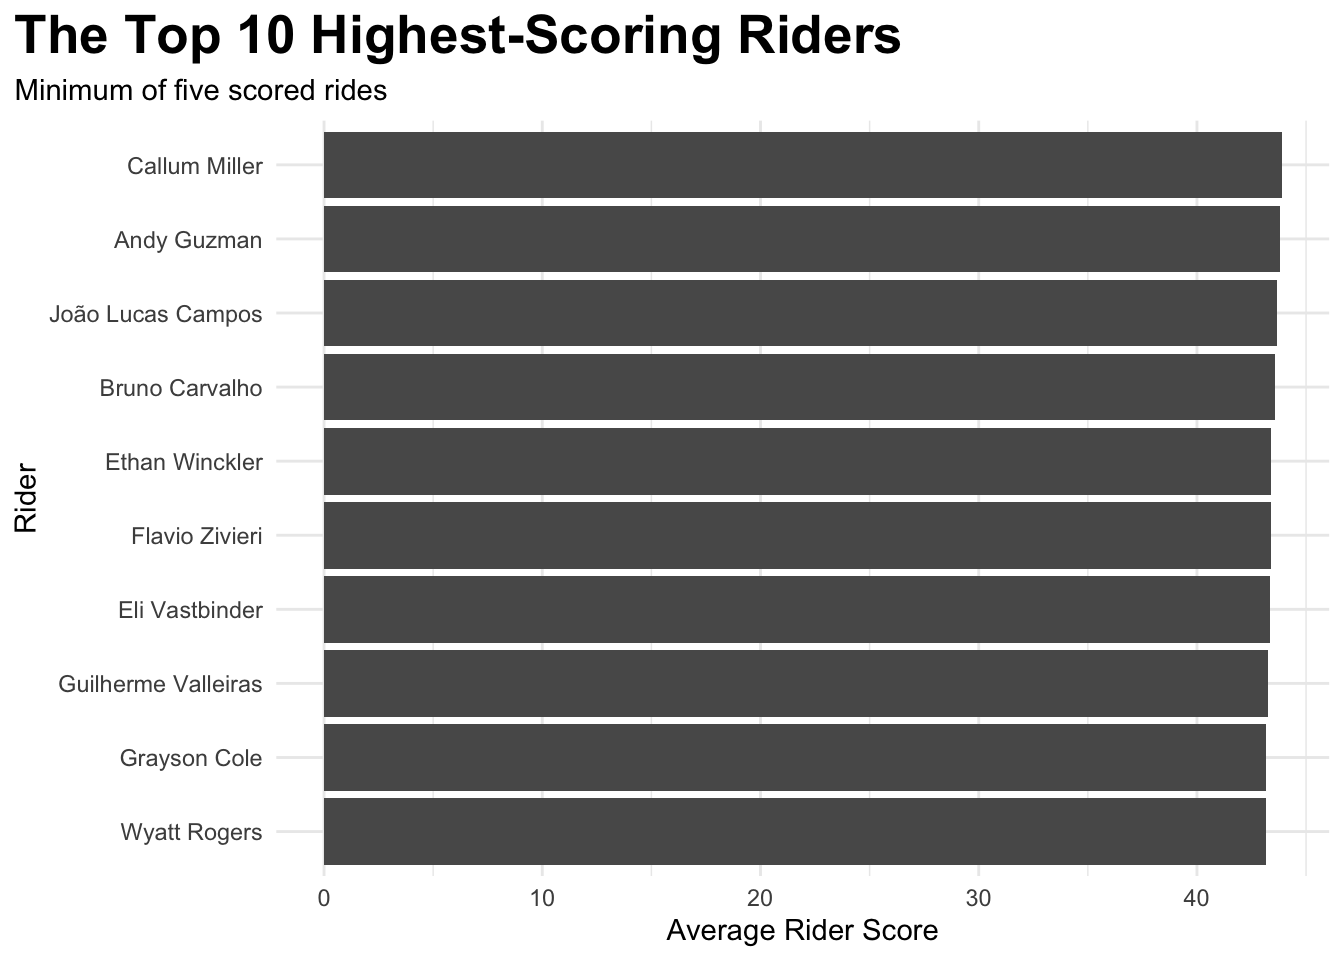 The Top 10 Highest-Scoring Riders
Minimum of five scored rides
Callum Miller
Andy Guzman
João Lucas Campos
Bruno Carvalho
Ethan Winckler
Flavio Zivieri
Eli Vastbinder
Guilherme Valleiras
Grayson Cole
Wyatt Rogers
Rider
0 10 20 30 40
Average Rider Score